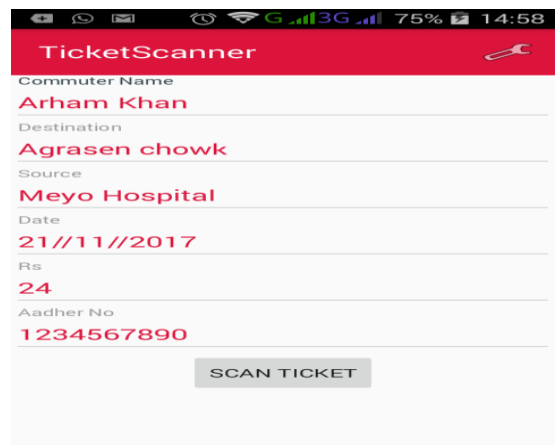 G 3G 75% 14:58
TicketScanner
Commuter Name
Arham Khan
Destination
Agrasen chowk
Source
Meyo Hospital
Date
21//11//2017
Rs
24
Aadher No
1234567890
SCAN TICKET